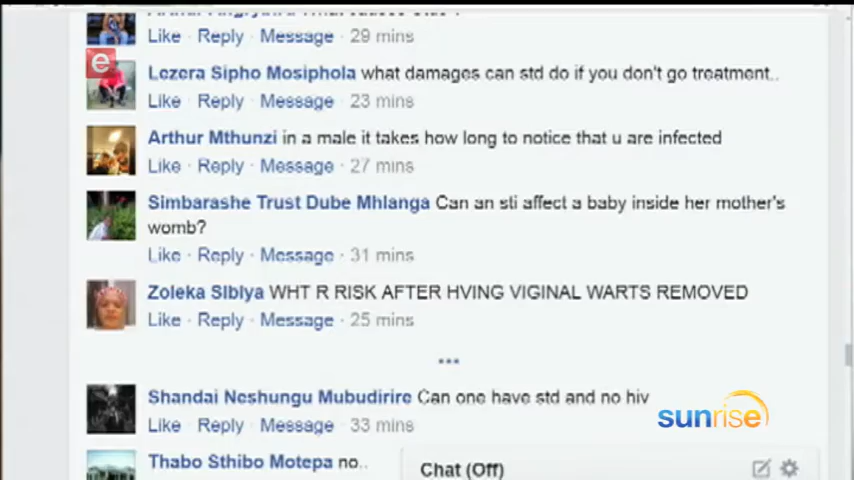 Like · Reply · Message · 29 mins
e
Lezera Sipho Mosiphola what damages can std do if you don't go treatment..
Like · Reply · Message · 23 mins
Arthur Mthunzi in a male it takes how long to notice that u are infected
Like · Reply · Message · 27 mins
Simbarashe Trust Dube Mhlanga Can an sti affect a baby inside her mother's
womb?
Like · Reply · Message · 31 mins
Zoleka Sibiya WHT R RISK AFTER HVING VIGINAL WARTS REMOVED
Like · Reply · Message · 25 mins
...
Shandai Neshungu Mubudirire Can one have std and no hiv
Like · Reply · Message · 33 mins
sunrise
Thabo Sthibo Motepa no..
Chat (Off)